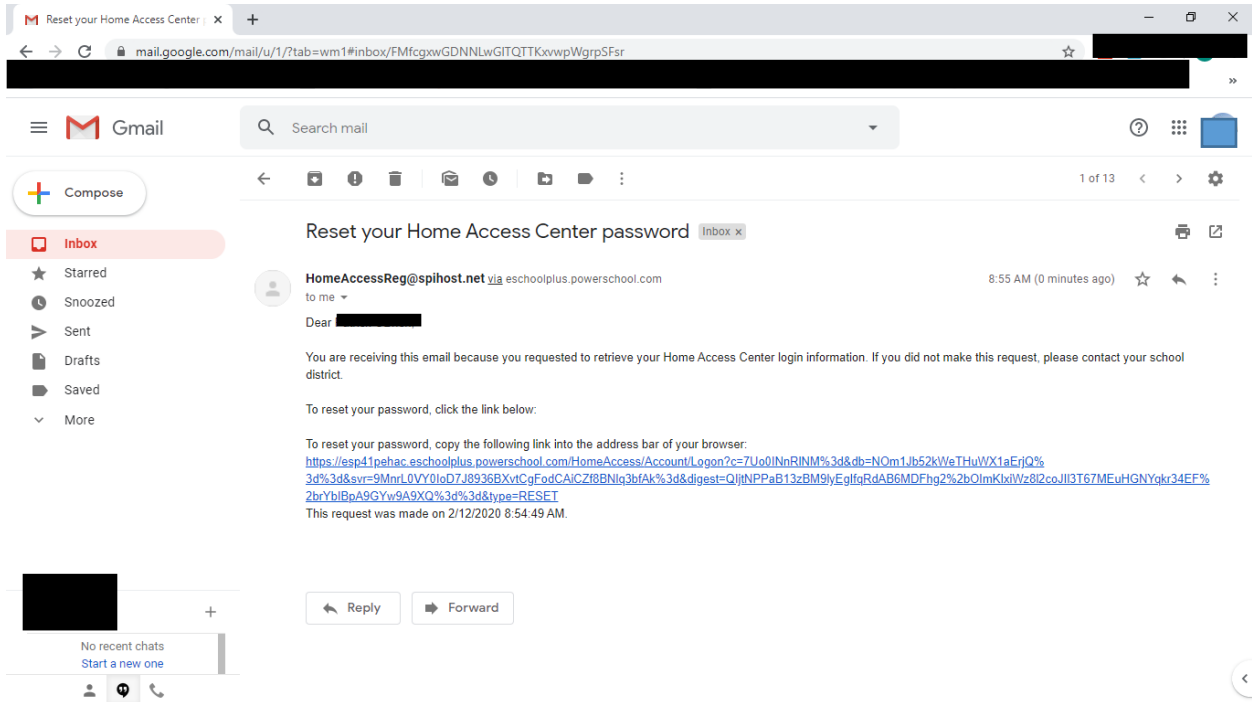 Reset your Home Access Center p
mail.google.com/mail/u/1/?tab=wm1#inbox/FMfcgxwGDNNLwGlTQTTKxvwpWgrpSFsr
Gmail
Search mail
Compose
1 of 13
Inbox
Starred
Snoozed
Sent
Drafts
Saved
More
Reset your Home Access Center password Inbox x
HomeAccessReg@spihost.net via eschoolplus.powerschool.com
8:55 AM (0 minutes ago)
to me
Dear
You are receiving this email because you requested to retrieve your Home Access Center login information. If you did not make this request, please contact your school
district.
To reset your password, click the link below:
To reset your password, copy the following link into the address bar of your browser:
https://esp41pehac.eschoolplus.powerschool.com/HomeAccess/Account/Logon?c=7Uo0INnRINM%3d&db=NOm1Jb52kWeTHuWX1aErjQ%
3d%3d&svr=9MnrL0VY0IoD7J8936BXvtCgFodCAiCZf8BNIq3bfAk%3d&digest=QIjtNPPaB13zBM9lyEgIfqRdAB6MDFhg2%2bOImKIxiWz8l2coJII3T67MEuHGNYqkr34EF%
2brYbIBpA9GYw9A9XQ%3d%3d&type=RESET
This request was made on 2/12/2020 8:54:49 AM.
Reply
Forward
No recent chats
Start a new one